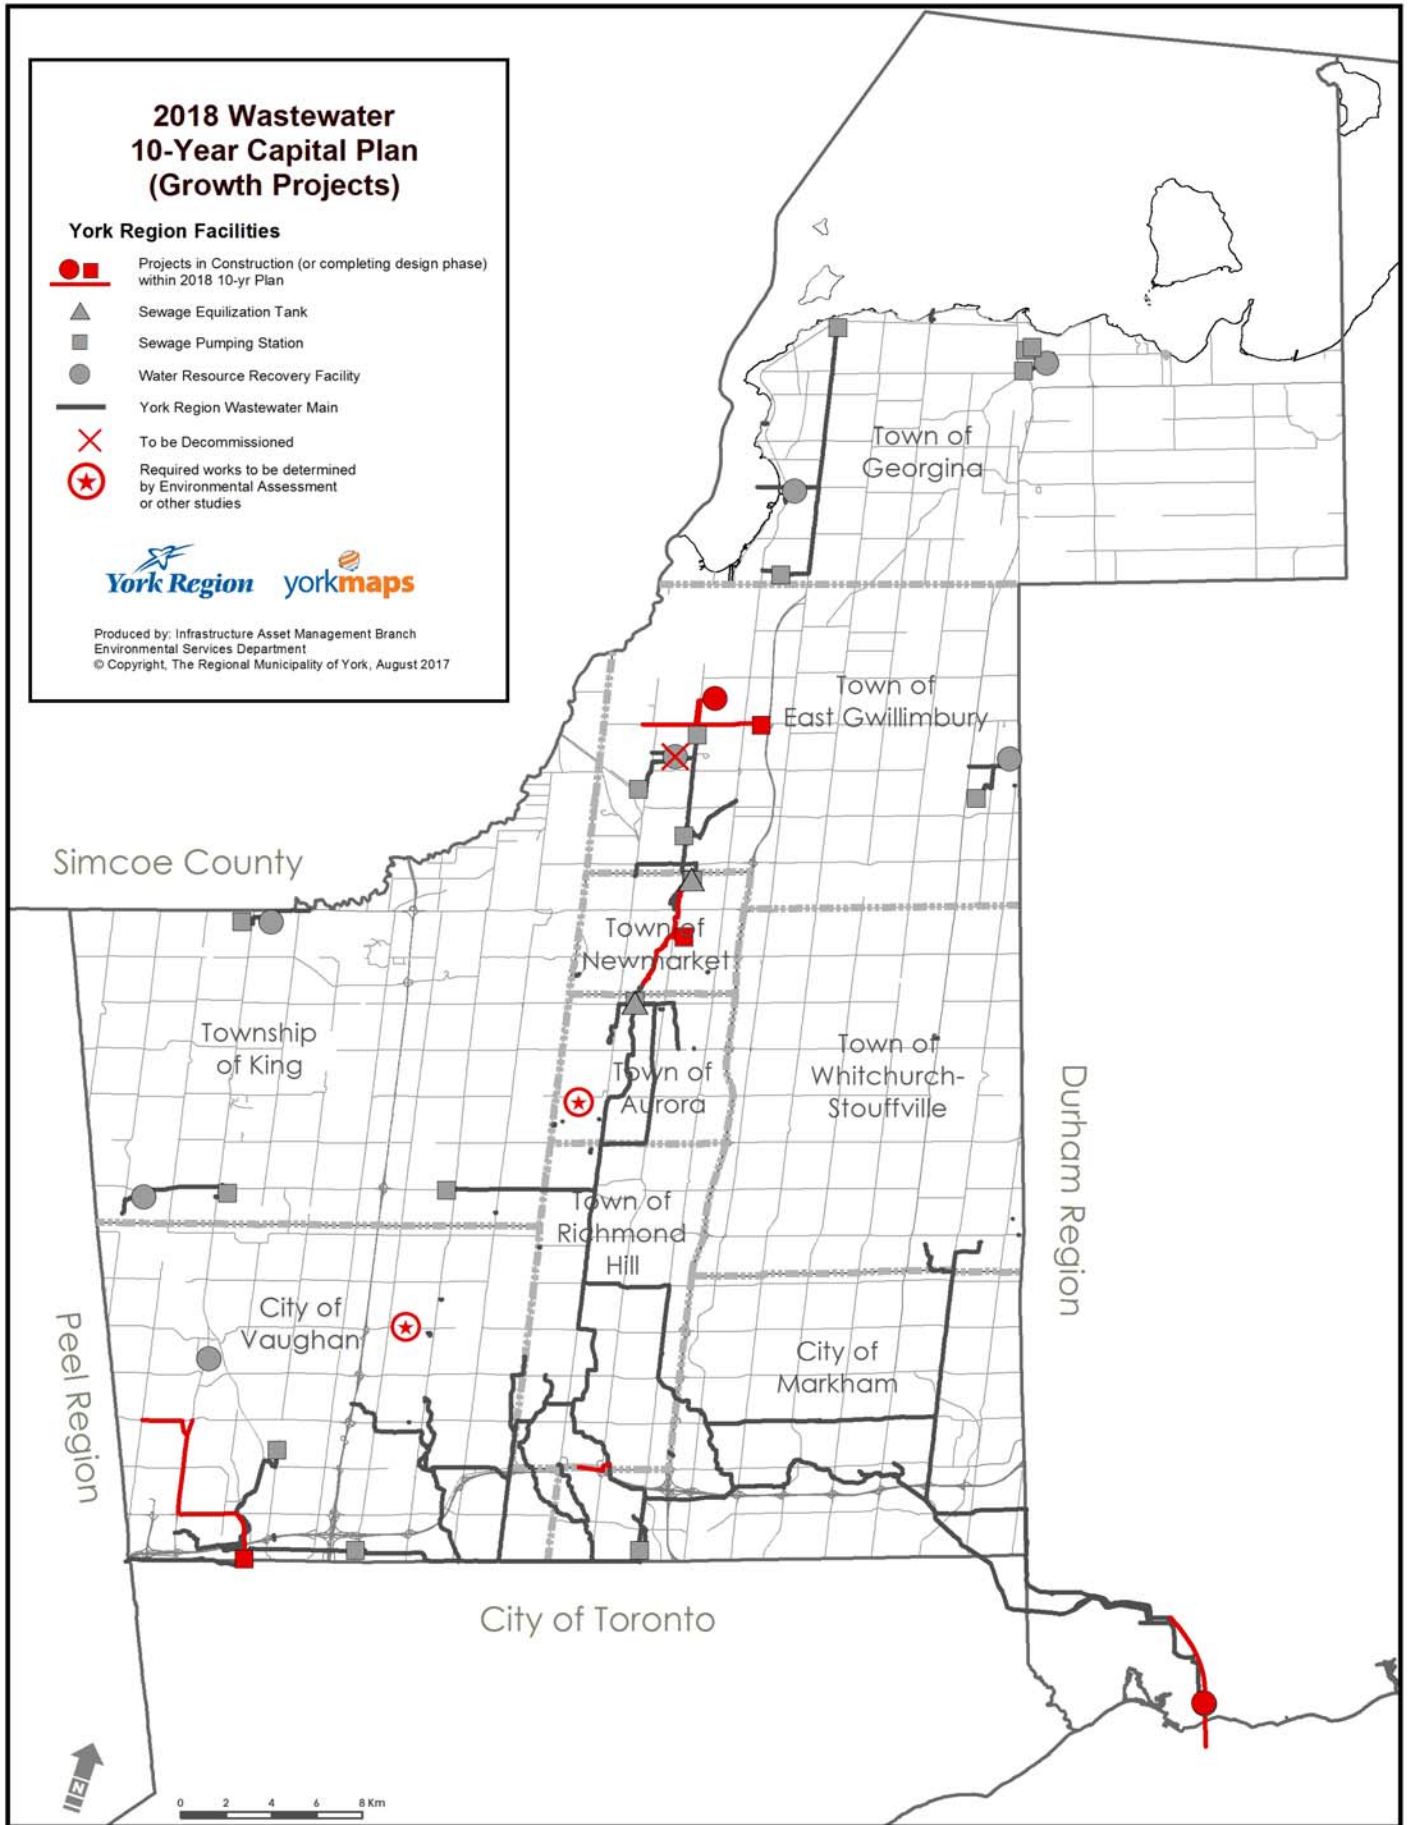 2018 Wastewater
10-Year Capital Plan
(Growth Projects)
York Region Facilities
Projects in Construction (or completing design phase)
within 2018 10-yr Plan
Sewage Equilization Tank
Sewage Pumping Station
Water Resource Recovery Facility
York Region Wastewater Main
To be Decommissioned
Required works to be determined
by Environmental Assessment
or other studies
York Region
yorkmaps
Produced by: Infrastructure Asset Management Branch
Environmental Services Department
© Copyright, The Regional Municipality of York, August 2017
Town of
Georgina
Town of
East Gwillimbury
Simcoe County
Town of
Newmarket
Township
of King
Town of
Aurora
Town of
Whitchurch-
Stouffville
Durham Region
Town of
Richmond
Hill
City of
Vaughan
Peel Region
City of
Markham
City of Toronto
N
0 2 4 6 8 Km